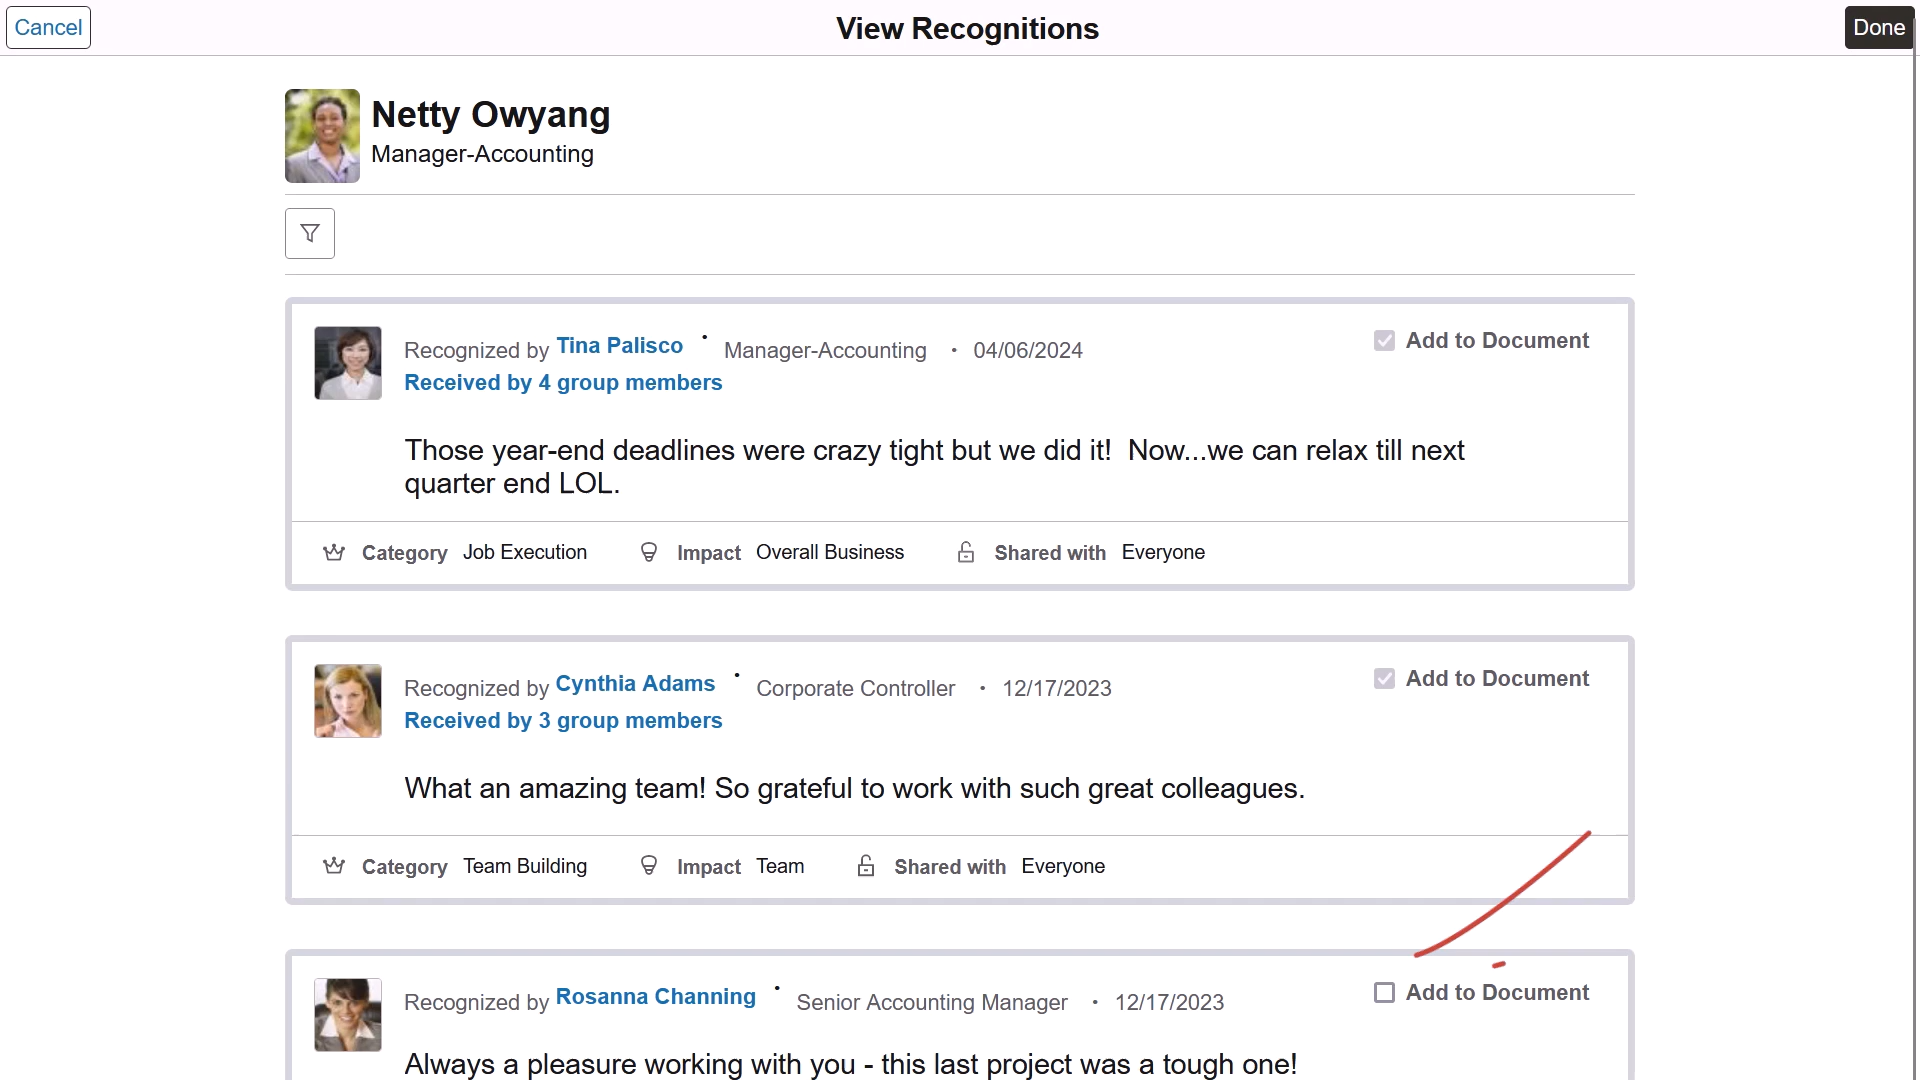 Cancel
View Recognitions
Done
Netty Owyang
Manager-Accounting
Recognized by Tina Palisco • Manager-Accounting • 04/06/2024
Add to Document
Received by 4 group members
Those year-end deadlines were crazy tight but we did it!  Now...we can relax till next
quarter end LOL.
Category Job Execution Impact Overall Business Shared with Everyone
Recognized by Cynthia Adams • Corporate Controller • 12/17/2023
Add to Document
Received by 3 group members
What an amazing team! So grateful to work with such great colleagues.
Category Team Building Impact Team Shared with Everyone
Recognized by Rosanna Channing • Senior Accounting Manager • 12/17/2023
Add to Document
Always a pleasure working with you - this last project was a tough one!